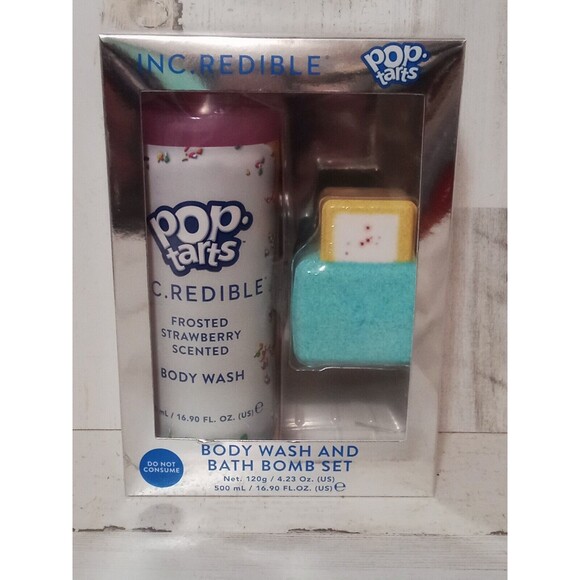 INC.REDIBLE
pop.
tarts
pop.
tarts
C.REDIBLE
FROSTED
STRAWBERRY
SCENTED
BODY WASH
mL / 16.90 FL. OZ. (US) ℮
DO NOT
CONSUME
BODY WASH AND
BATH BOMB SET
Net. 120g / 4.23 Oz. (US)
500 mL / 16.90 FL.OZ. (US) ℮